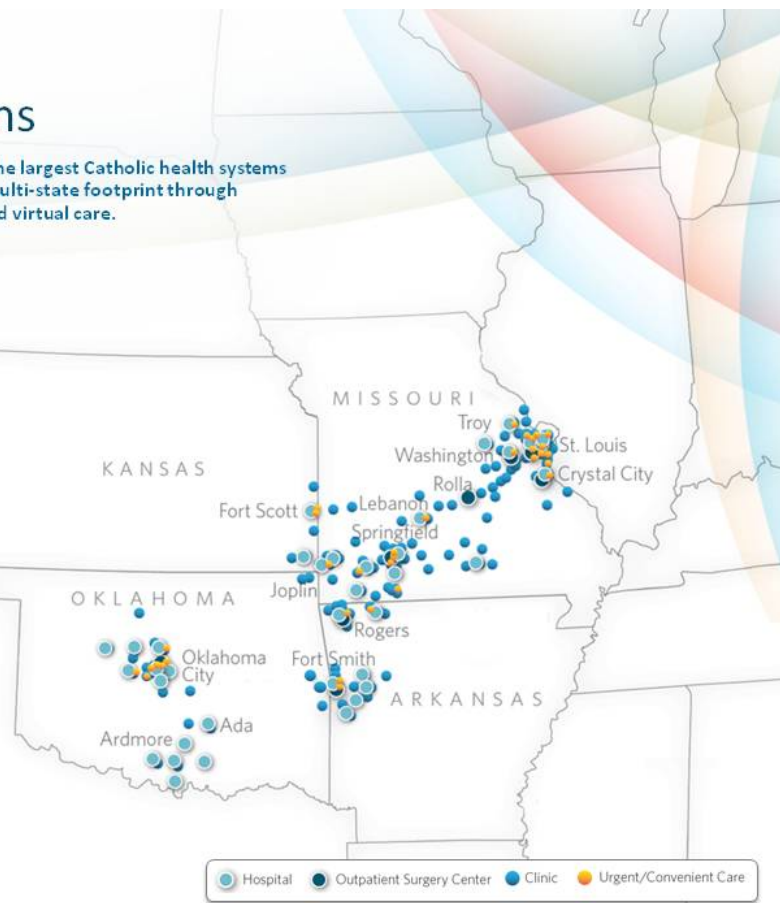 ns
ne largest Catholic health systems
ulti-state footprint through
d virtual care.
MISSOURI
Troy
St. Louis
Washington
KANSAS
Crystal City
Rolla
Fort Scott
Lebanon
Springfield
Joplin
OKLAHOMA
Rogers
Oklahoma
City
Fort Smith
ARKANSAS
Ada
Ardmore
Hospital Outpatient Surgery Center Clinic Urgent/Convenient Care